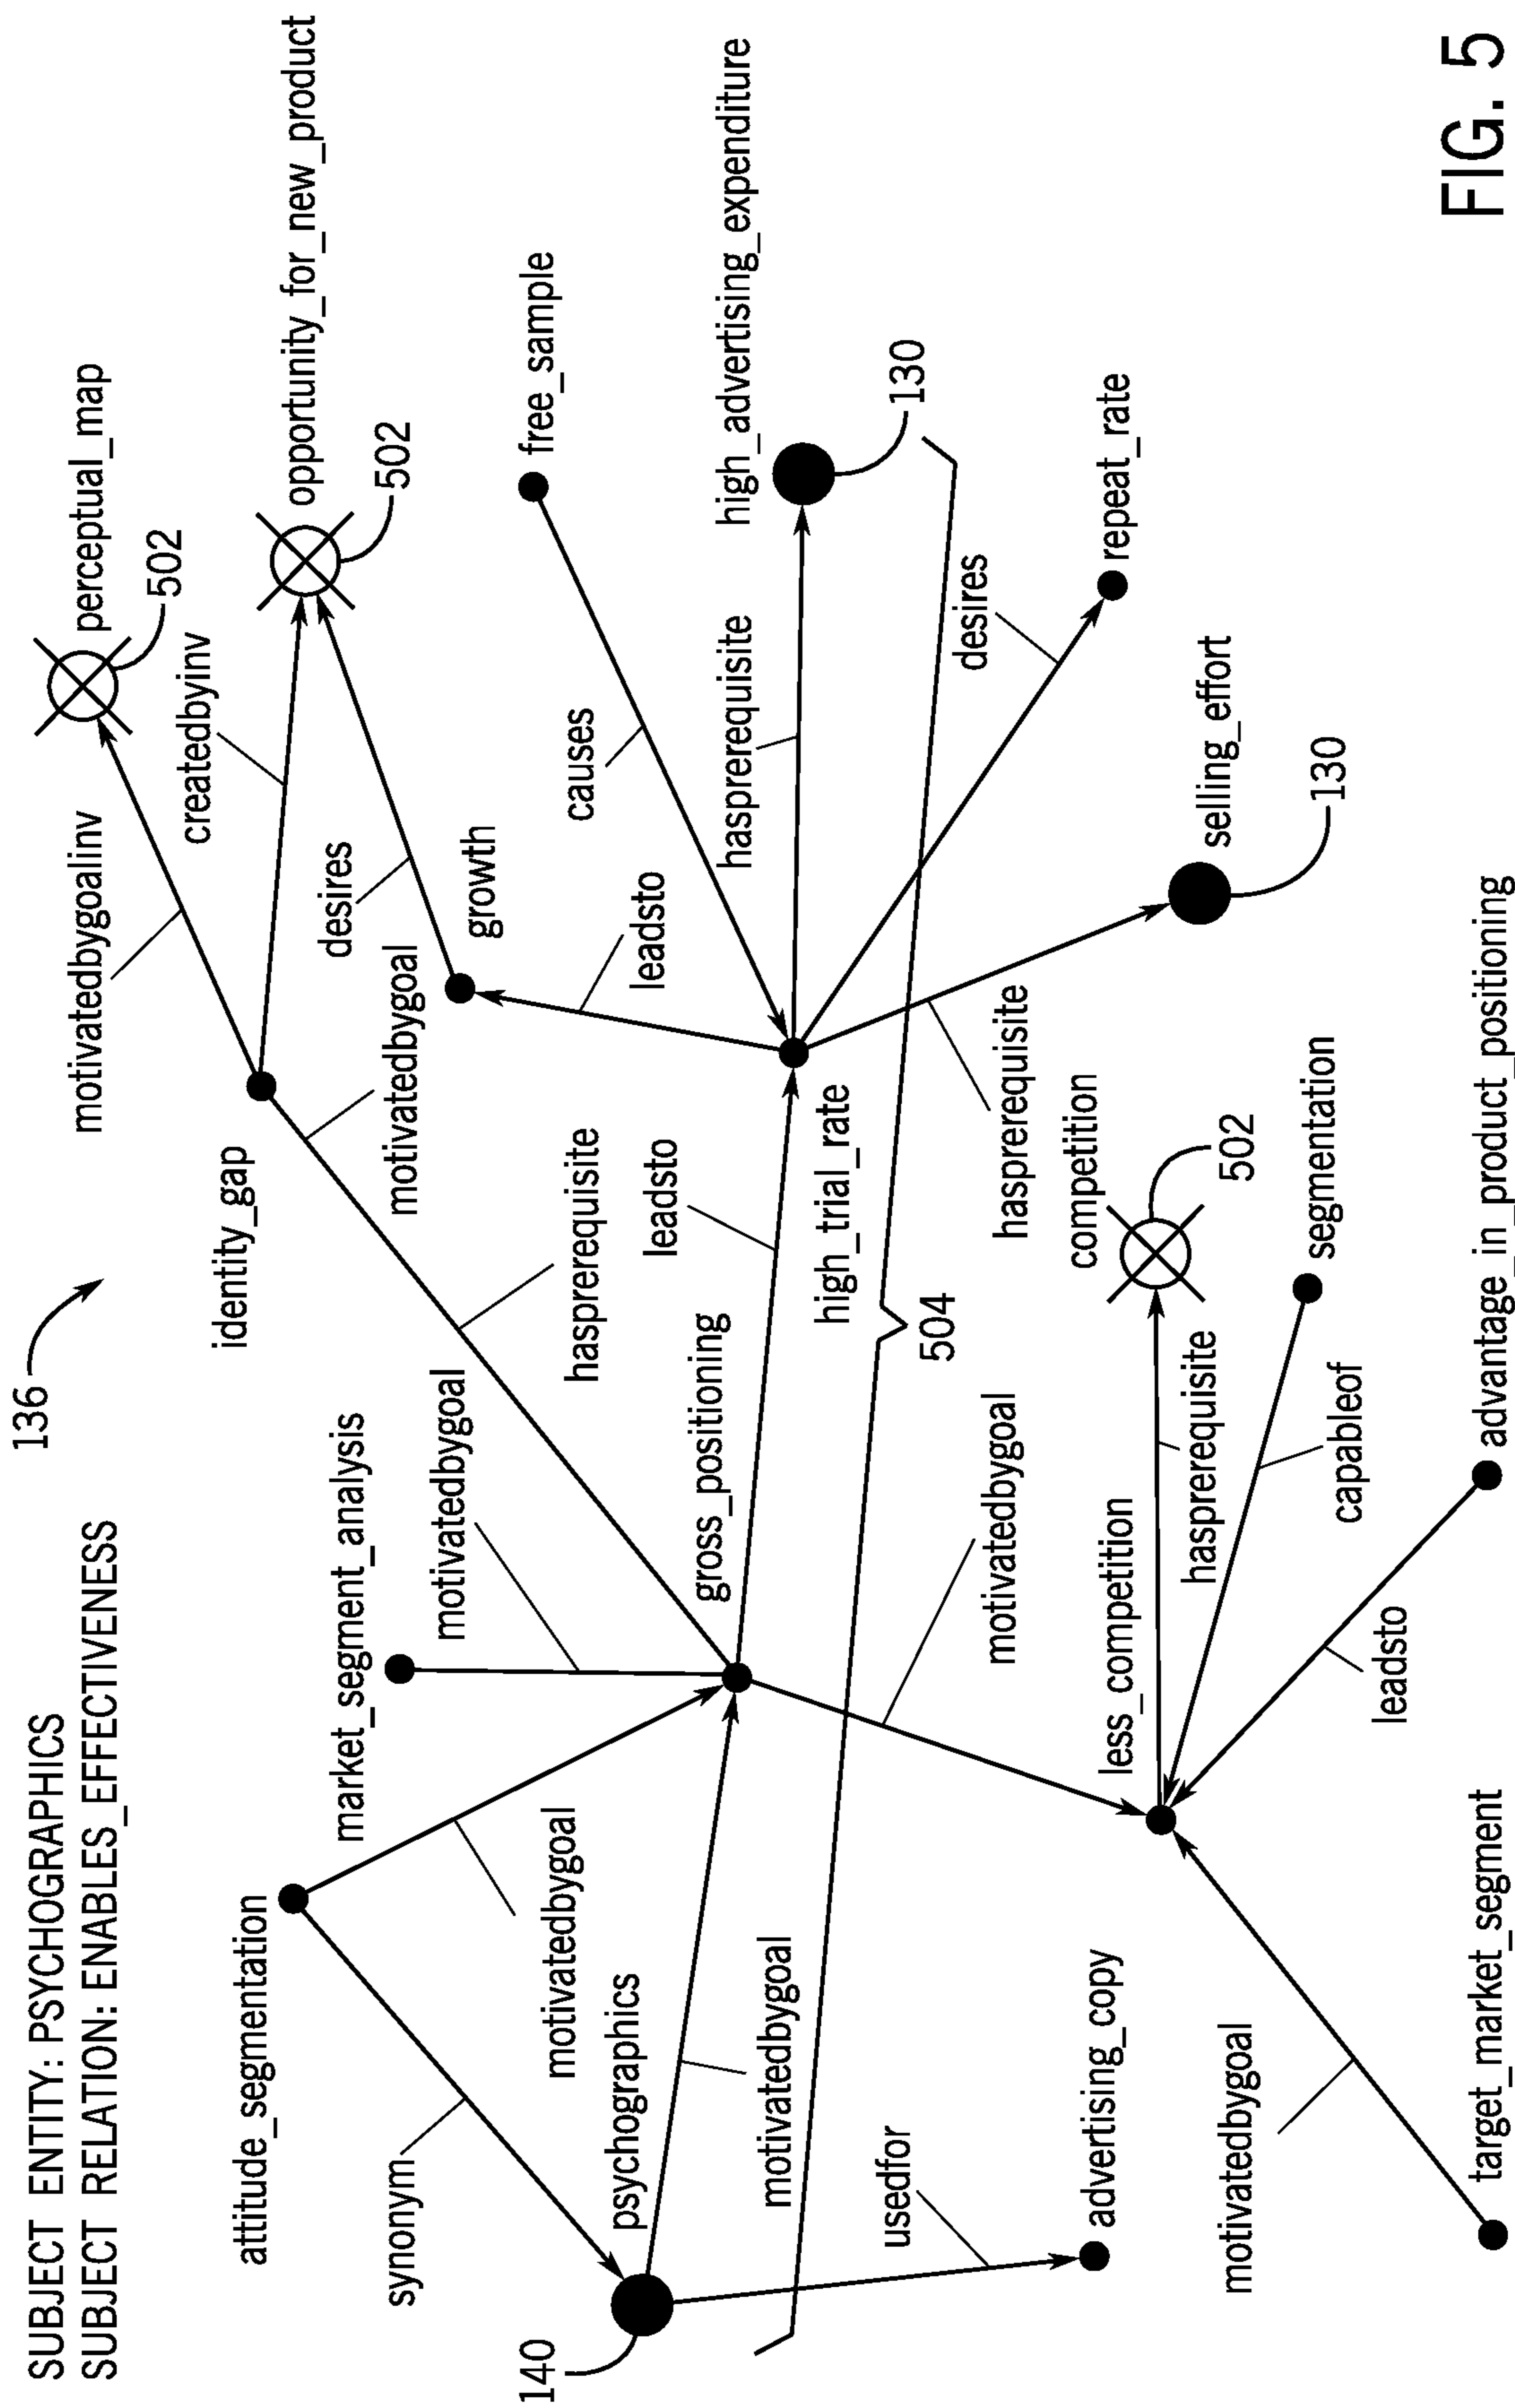 SUBJECT ENTITY: PSYCHOGRAPHICS
SUBJECT RELATION: ENABLES_EFFECTIVENESS
136
motivatedbygoalinv
perceptual_map
502
createdbyinv
opportunity_for_new_product
502
identity_gap
desires
motivatedbygoal
growth
attitude_segmentation
market_segment_analysis
motivatedbygoal
synonym
hasprerequisite
leadsto
leadsto
causes
free_sample
motivatedbygoal
psychographics
140
gross_positioning
hasprerequisite
high_advertising_expenditure
130
motivatedbygoal
high_trial_rate
504
desires
usedfor
motivatedbygoal
hasprerequisite
repeat_rate
advertising_copy
less_competition
competition
502
selling_effort
130
motivatedbygoal
hasprerequisite
segmentation
capableof
leadsto
target_market_segment
advantage_in_product_positioning
FIG. 5